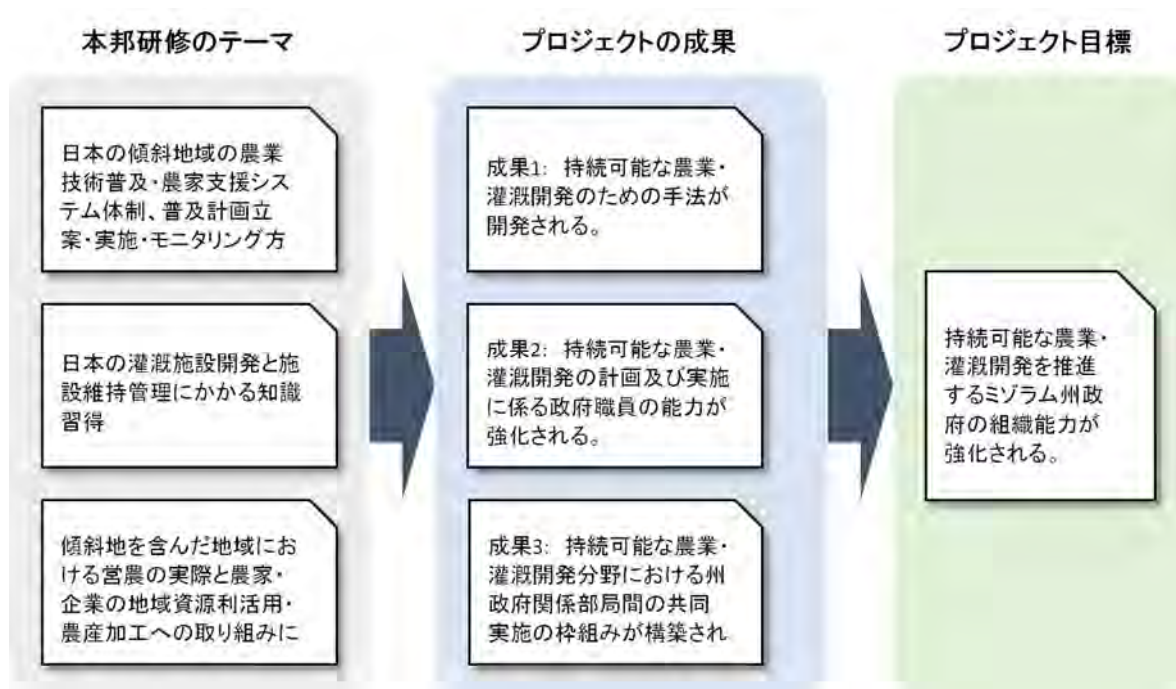 本邦研修のテーマ
日本の傾斜地域の農業
技術普及・農家支援シス
テム体制、普及計画立
案・実施・モニタリング方
日本の灌漑施設開発と施
設維持管理にかかる知識
習得
傾斜地を含んだ地域にお
ける営農の実際と農家・
企業の地域資源利活用・
農産加工への取り組みに
プロジェクトの成果
成果1: 持続可能な農業・
灌漑開発のための手法が
開発される。
成果2: 持続可能な農業・
灌漑開発の計画及び実施
に係る政府職員の能力が
強化される。
成果3: 持続可能な農業・
灌漑開発分野における州
政府関係部局間の共同
実施の枠組みが構築され
プロジェクト目標
持続可能な農業・
灌漑開発を推進
するミゾラム州政
府の組織能力が
強化される。